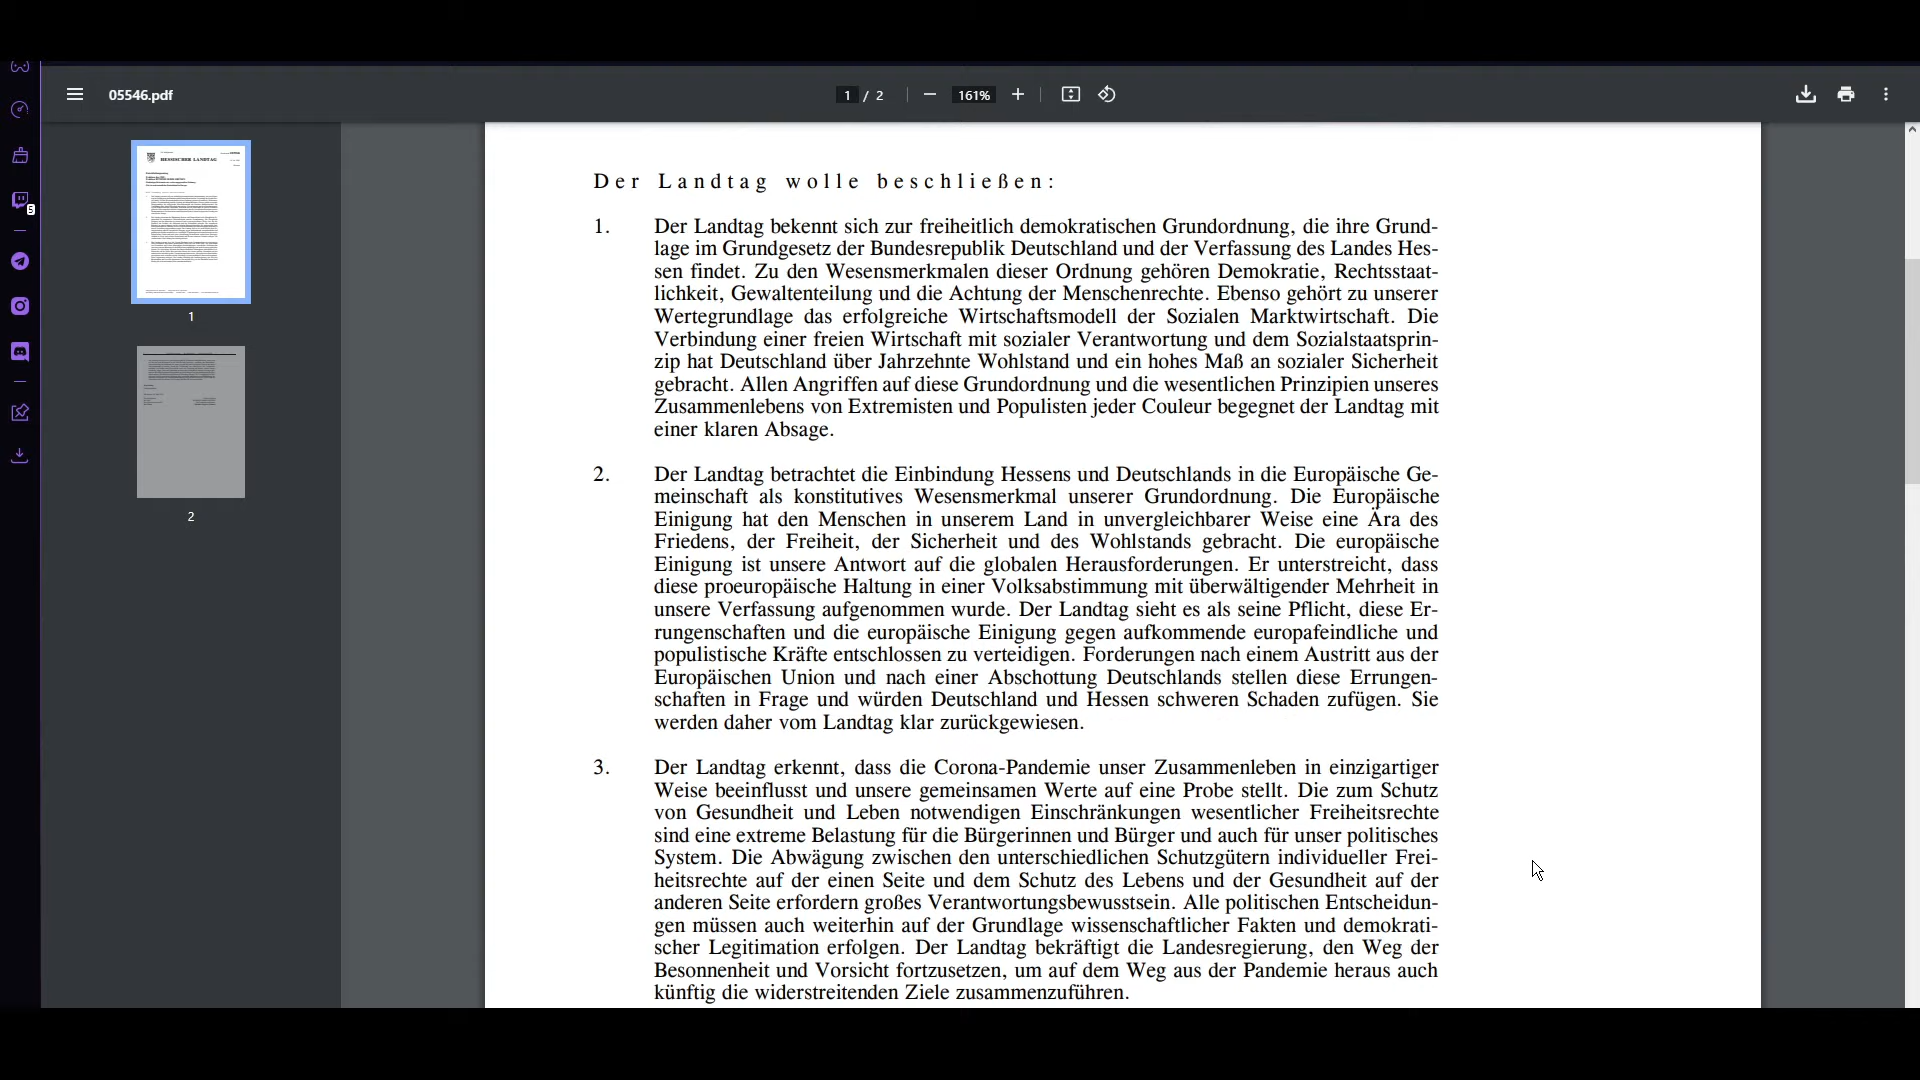 05546.pdf
1 / 2
161%
5
HESSISCHER LANDTAG
1
2
Der Landtag wolle beschließen:
1. Der Landtag bekennt sich zur freiheitlich demokratischen Grundordnung, die ihre Grund-
lage im Grundgesetz der Bundesrepublik Deutschland und der Verfassung des Landes Hes-
sen findet. Zu den Wesensmerkmalen dieser Ordnung gehören Demokratie, Rechtsstaat-
lichkeit, Gewaltenteilung und die Achtung der Menschenrechte. Ebenso gehört zu unserer
Wertegrundlage das erfolgreiche Wirtschaftsmodell der Sozialen Marktwirtschaft. Die
Verbindung einer freien Wirtschaft mit sozialer Verantwortung und dem Sozialstaatsprin-
zip hat Deutschland über Jahrzehnte Wohlstand und ein hohes Maß an sozialer Sicherheit
gebracht. Allen Angriffen auf diese Grundordnung und die wesentlichen Prinzipien unseres
Zusammenlebens von Extremisten und Populisten jeder Couleur begegnet der Landtag mit
einer klaren Absage.
2. Der Landtag betrachtet die Einbindung Hessens und Deutschlands in die Europäische Ge-
meinschaft als konstitutives Wesensmerkmal unserer Grundordnung. Die Europäische
Einigung hat den Menschen in unserem Land in unvergleichbarer Weise eine Ära des
Friedens, der Freiheit, der Sicherheit und des Wohlstands gebracht. Die europäische
Einigung ist unsere Antwort auf die globalen Herausforderungen. Er unterstreicht, dass
diese proeuropäische Haltung in einer Volksabstimmung mit überwältigender Mehrheit in
unsere Verfassung aufgenommen wurde. Der Landtag sieht es als seine Pflicht, diese Er-
rungenschaften und die europäische Einigung gegen aufkommende europafeindliche und
populistische Kräfte entschlossen zu verteidigen. Forderungen nach einem Austritt aus der
Europäischen Union und nach einer Abschottung Deutschlands stellen diese Errungen-
schaften in Frage und würden Deutschland und Hessen schweren Schaden zufügen. Sie
werden daher vom Landtag klar zurückgewiesen.
3. Der Landtag erkennt, dass die Corona-Pandemie unser Zusammenleben in einzigartiger
Weise beeinflusst und unsere gemeinsamen Werte auf eine Probe stellt. Die zum Schutz
von Gesundheit und Leben notwendigen Einschränkungen wesentlicher Freiheitsrechte
sind eine extreme Belastung für die Bürgerinnen und Bürger und auch für unser politisches
System. Die Abwägung zwischen den unterschiedlichen Schutzgütern individueller Frei-
heitsrechte auf der einen Seite und dem Schutz des Lebens und der Gesundheit auf der
anderen Seite erfordern großes Verantwortungsbewusstsein. Alle politischen Entscheidun-
gen müssen auch weiterhin auf der Grundlage wissenschaftlicher Fakten und demokrati-
scher Legitimation erfolgen. Der Landtag bekräftigt die Landesregierung, den Weg der
Besonnenheit und Vorsicht fortzusetzen, um auf dem Weg aus der Pandemie heraus auch
künftig die widerstreitenden Ziele zusammenzuführen.